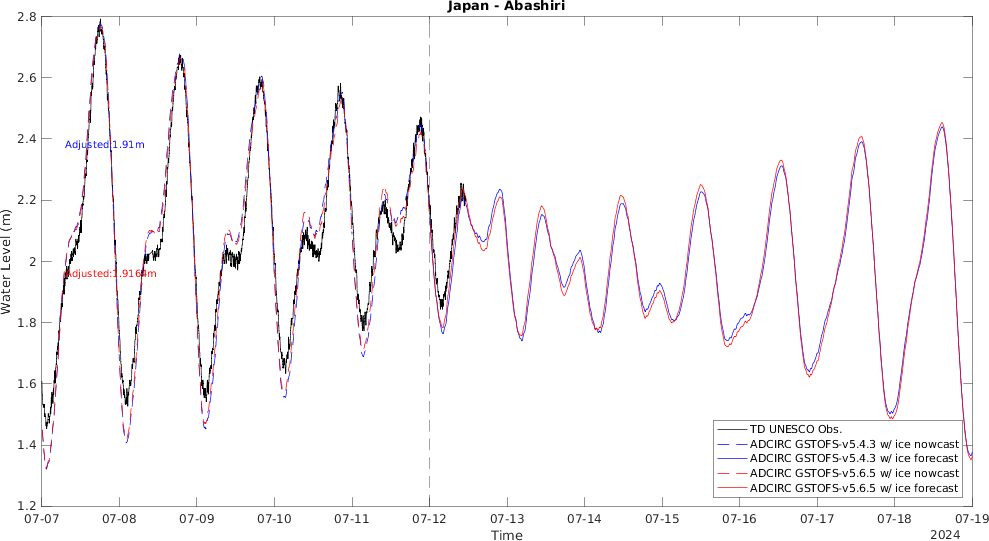 Japan - Abashiri
Water Level (m)
2.8
2.6
2.4
2.2
2
1.8
1.6
1.4
1.2
Adjusted:1.91m
Adjusted:1.9164m
TD UNESCO Obs.
ADCIRC GSTOFS-v5.4.3 w/ ice nowcast
ADCIRC GSTOFS-v5.4.3 w/ ice forecast
ADCIRC GSTOFS-v5.6.5 w/ ice nowcast
ADCIRC GSTOFS-v5.6.5 w/ ice forecast
07-07 07-08 07-09 07-10 07-11 07-12 07-13 07-14 07-15 07-16 07-17 07-18 07-19
Time
2024